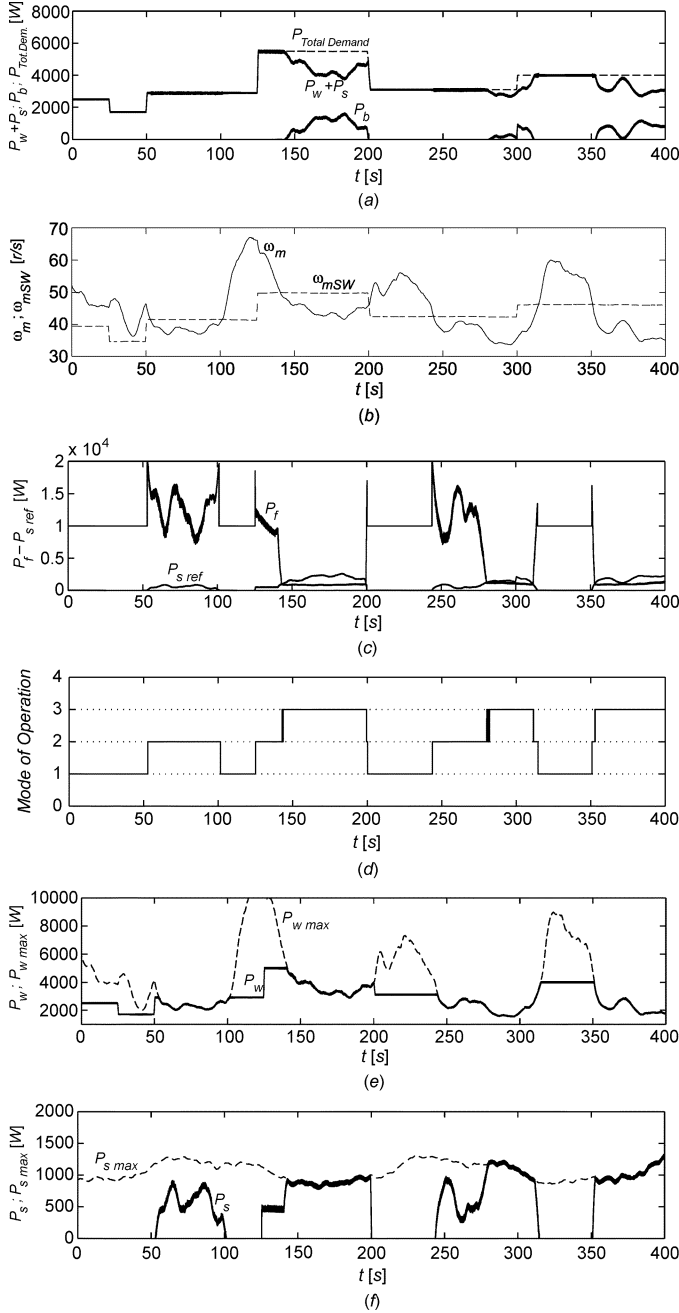 P_w+P_s; P_b; P_Tot.Dem. [W]
8000
6000
4000
2000
0
P_Total Demand
P_w+P_s
P_b
0 50 100 150 200 250 300 350 400
t [s]
(a)
ω_m; ω_mSW [r/s]
70
60
50
40
30
ω_m
ω_mSW
0 50 100 150 200 250 300 350 400
t [s]
(b)
x 10^4
P_f – P_s ref [W]
2
1.5
1
0.5
0
P_f
P_s ref
0 50 100 150 200 250 300 350 400
t [s]
(c)
Mode of Operation
4
3
2
1
0
0 50 100 150 200 250 300 350 400
t [s]
(d)
P_w; P_w max [W]
10000
8000
6000
4000
2000
P_w max
P_w
0 50 100 150 200 250 300 350 400
t [s]
(e)
P_s; P_s max [W]
2000
1500
1000
500
0
P_s max
P_s
0 50 100 150 200 250 300 350 400
t [s]
(f)